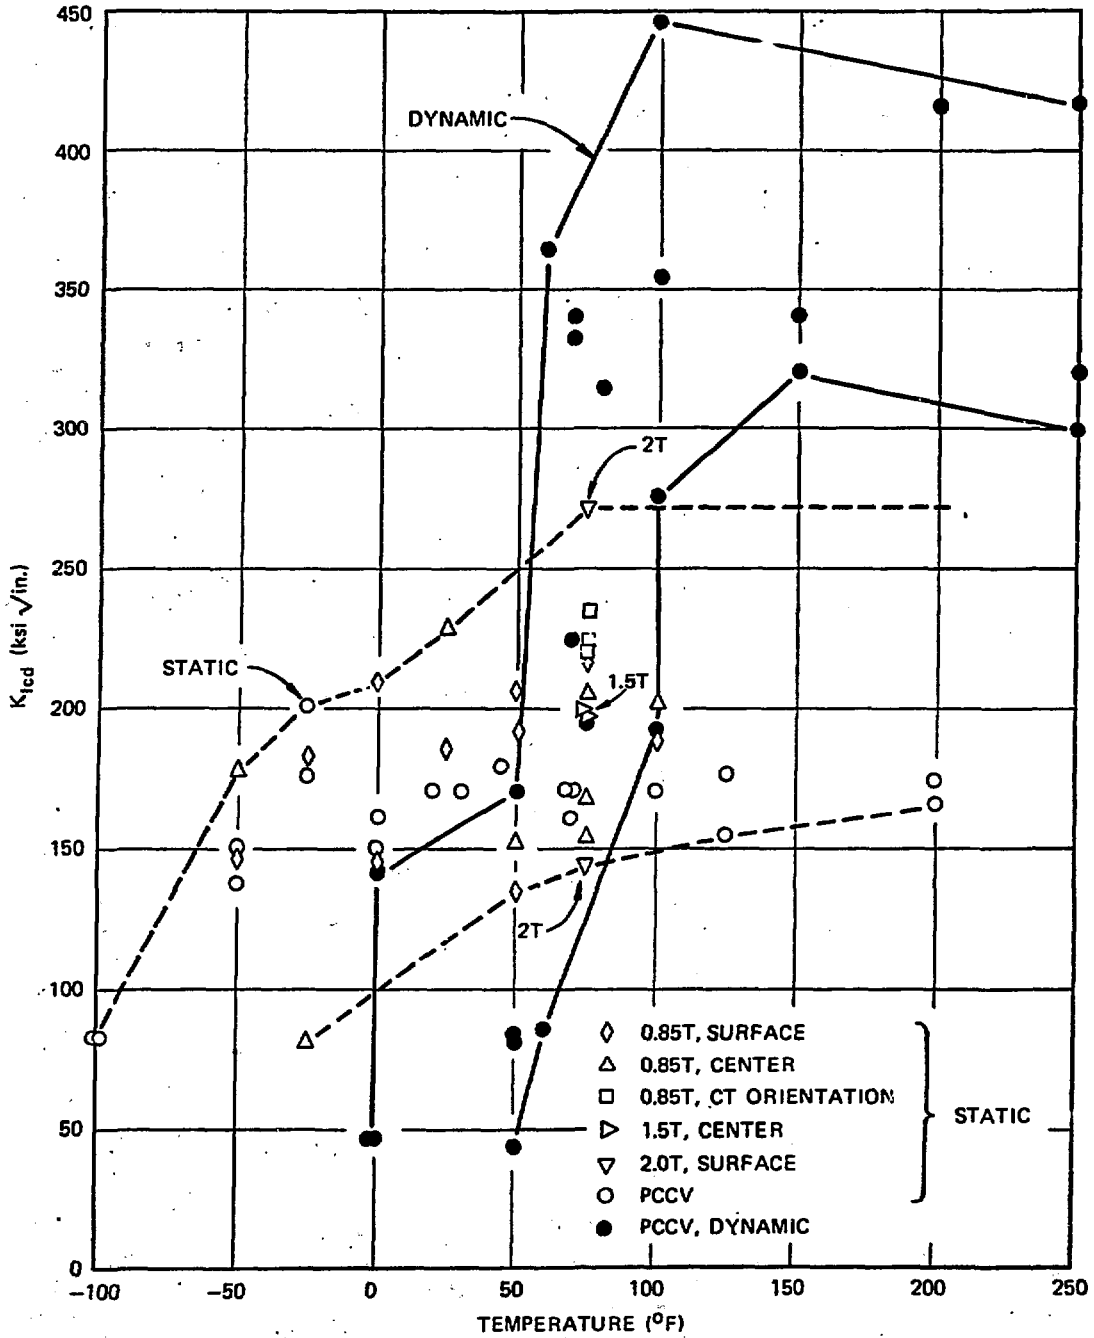 450
400
350
300
250
200
150
100
50
0
K_Icd (ksi √in.)
DYNAMIC
2T
STATIC
1.5T
2T
0.85T, SURFACE
0.85T, CENTER
0.85T, CT ORIENTATION
1.5T, CENTER
2.0T, SURFACE
PCCV
PCCV, DYNAMIC
STATIC
−100 −50 0 50 100 150 200 250
TEMPERATURE (°F)